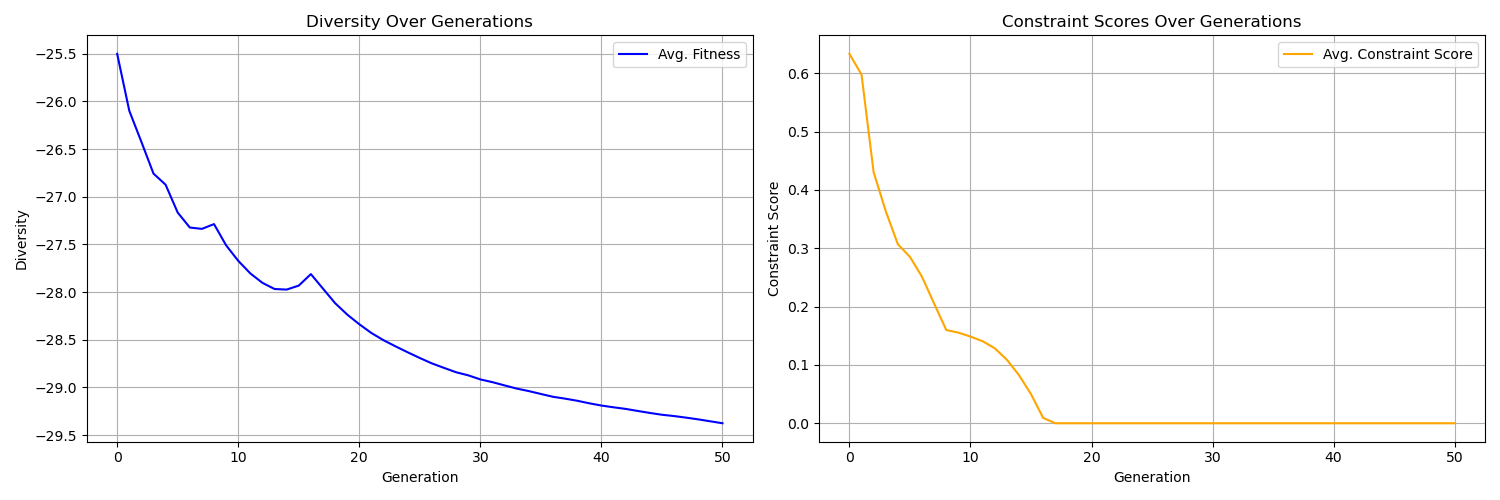 Diversity Over Generations
Avg. Fitness
−25.5
−26.0
−26.5
−27.0
−27.5
−28.0
−28.5
−29.0
−29.5
Diversity
0 10 20 30 40 50
Generation
Constraint Scores Over Generations
Avg. Constraint Score
0.6
0.5
0.4
0.3
0.2
0.1
0.0
Constraint Score
0 10 20 30 40 50
Generation